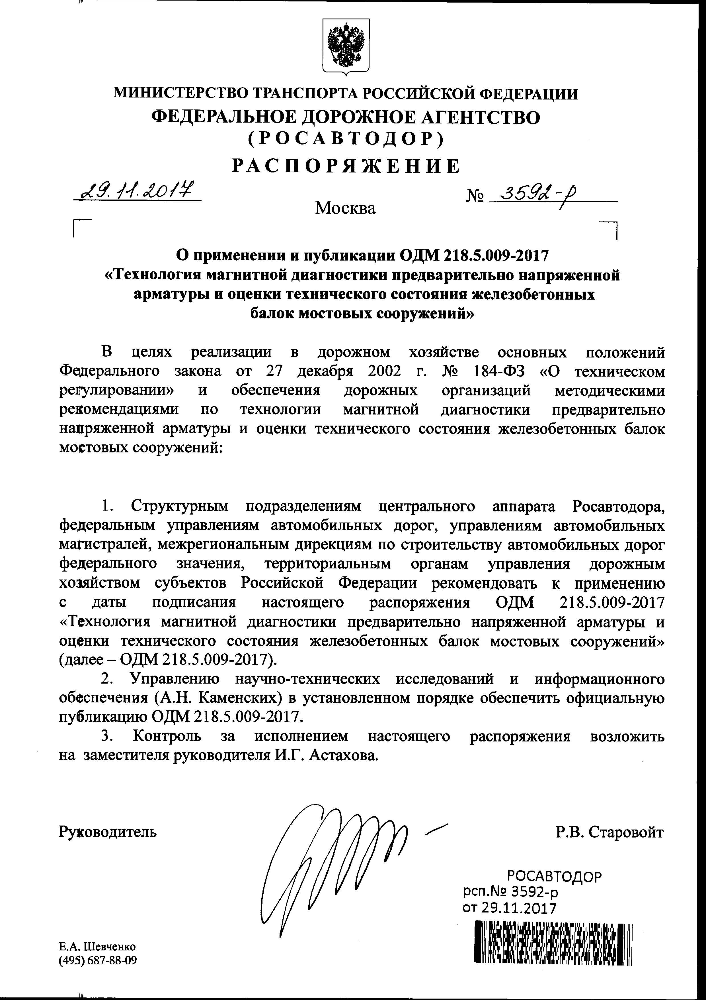 МИНИСТЕРСТВО ТРАНСПОРТА РОССИЙСКОЙ ФЕДЕРАЦИИ
ФЕДЕРАЛЬНОЕ ДОРОЖНОЕ АГЕНТСТВО
(РОСАВТОДОР)
РАСПОРЯЖЕНИЕ
29.11.2017 № 3592-р
Москва
О применении и публикации ОДМ 218.5.009-2017
«Технология магнитной диагностики предварительно напряженной
арматуры и оценки технического состояния железобетонных
балок мостовых сооружений»
В целях реализации в дорожном хозяйстве основных положений
Федерального закона от 27 декабря 2002 г. № 184-ФЗ «О техническом
регулировании» и обеспечения дорожных организаций методическими
рекомендациями по технологии магнитной диагностики предварительно
напряженной арматуры и оценки технического состояния железобетонных балок
мостовых сооружений:
1. Структурным подразделениям центрального аппарата Росавтодора,
федеральным управлениям автомобильных дорог, управлениям автомобильных
магистралей, межрегиональным дирекциям по строительству автомобильных дорог
федерального значения, территориальным органам управления дорожным
хозяйством субъектов Российской Федерации рекомендовать к применению
с даты подписания настоящего распоряжения ОДМ 218.5.009-2017
«Технология магнитной диагностики предварительно напряженной арматуры и
оценки технического состояния железобетонных балок мостовых сооружений»
(далее – ОДМ 218.5.009-2017).
2. Управлению научно-технических исследований и информационного
обеспечения (А.Н. Каменских) в установленном порядке обеспечить официальную
публикацию ОДМ 218.5.009-2017.
3. Контроль за исполнением настоящего распоряжения возложить
на заместителя руководителя И.Г. Астахова.
Руководитель Р.В. Старовойт
РОСАВТОДОР
рсп.№ 3592-р
от 29.11.2017
Е.А. Шевченко
(495) 687-88-09